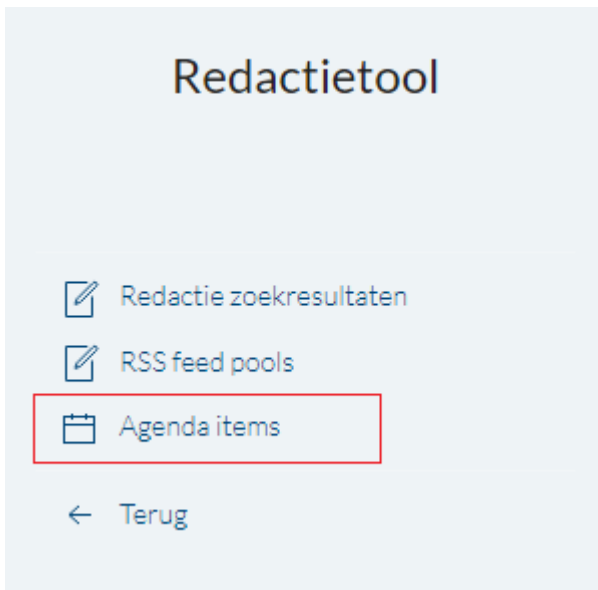 Redactietool
Redactie zoekresultaten
RSS feed pools
Agenda items
Terug